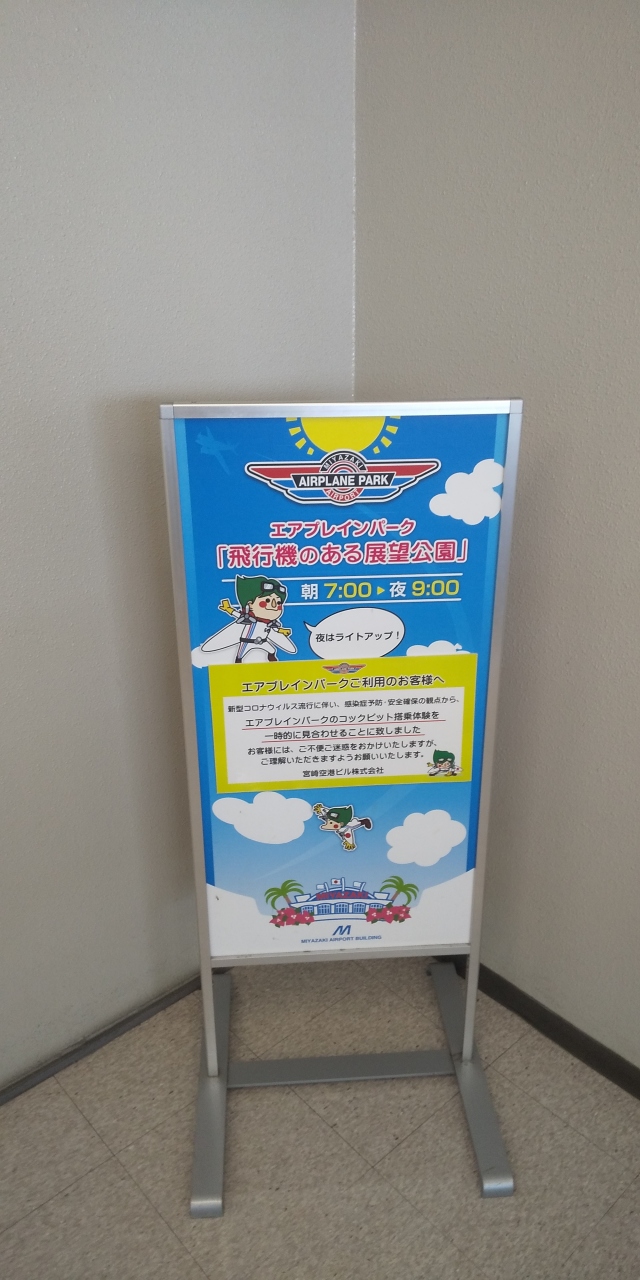 MIYAZAKI
AIRPLANE PARK
AIRPORT
エアプレインパーク
「飛行機のある展望公園」
朝 7:00 ▶ 夜 9:00
夜はライトアップ！
エアプレインパークご利用のお客様へ
新型コロナウィルス流行に伴い、感染症予防・安全確保の観点から、
エアプレインパークのコックピット搭乗体験を
一時的に見合わせることに致しました
お客様には、ご不便ご迷惑をおかけいたしますが、
ご理解いただきますようお願いいたします。
宮崎空港ビル株式会社
MIYAZAKI AIRPORT BUILDING